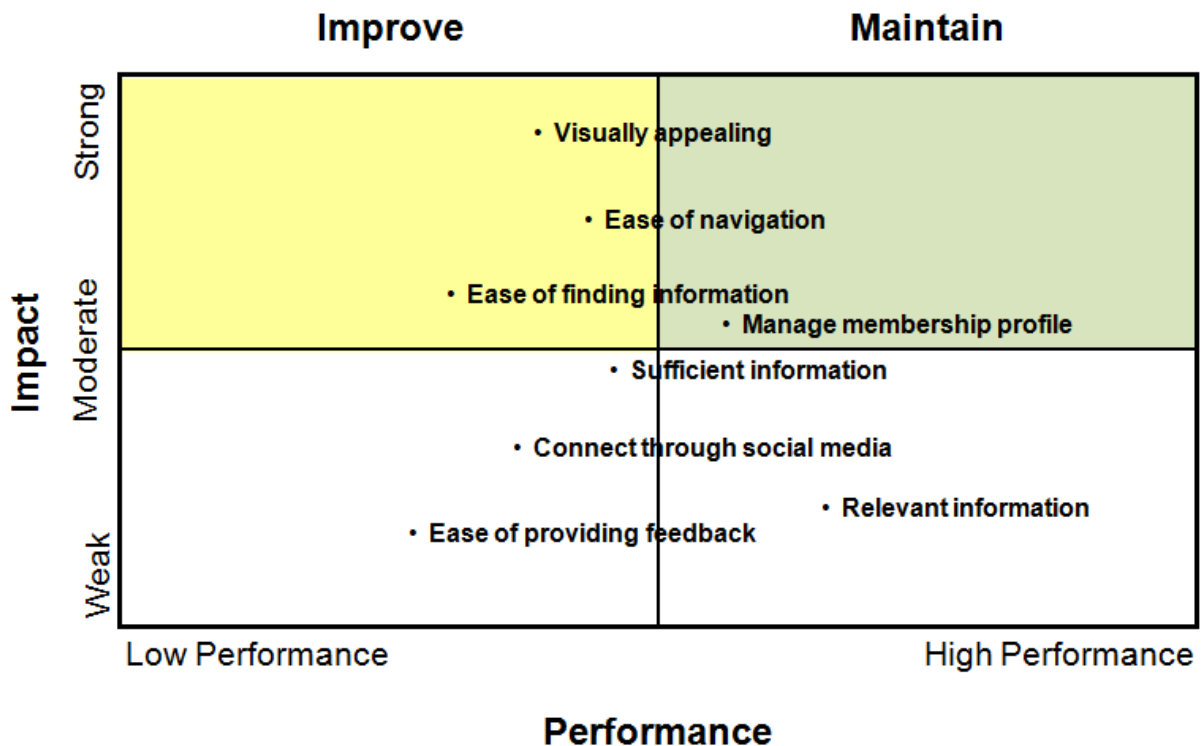 Improve
Maintain
Strong
Moderate
Weak
Impact
• Visually appealing
• Ease of navigation
• Ease of finding information
• Manage membership profile
• Sufficient information
• Connect through social media
• Relevant information
• Ease of providing feedback
Low Performance
High Performance
Performance